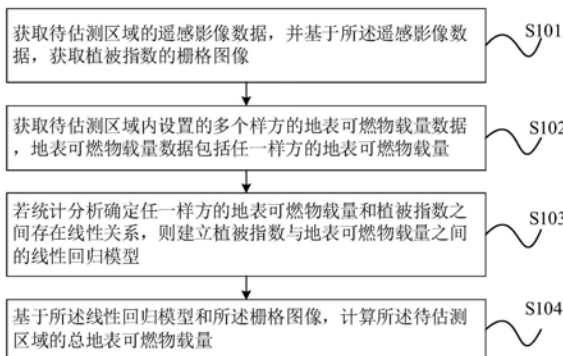 获取待估测区域的遥感影像数据，并基于所述遥感影像数
据，获取植被指数的栅格图像
S101
获取待估测区域内设置的多个样方的地表可燃物载量数据
，地表可燃物载量数据包括任一样方的地表可燃物载量
S102
若统计分析确定任一样方的地表可燃物载量和植被指数之
间存在线性关系，则建立植被指数与地表可燃物载量之间
的线性回归模型
S103
基于所述线性回归模型和所述栅格图像，计算所述待估测
区域的总地表可燃物载量
S104